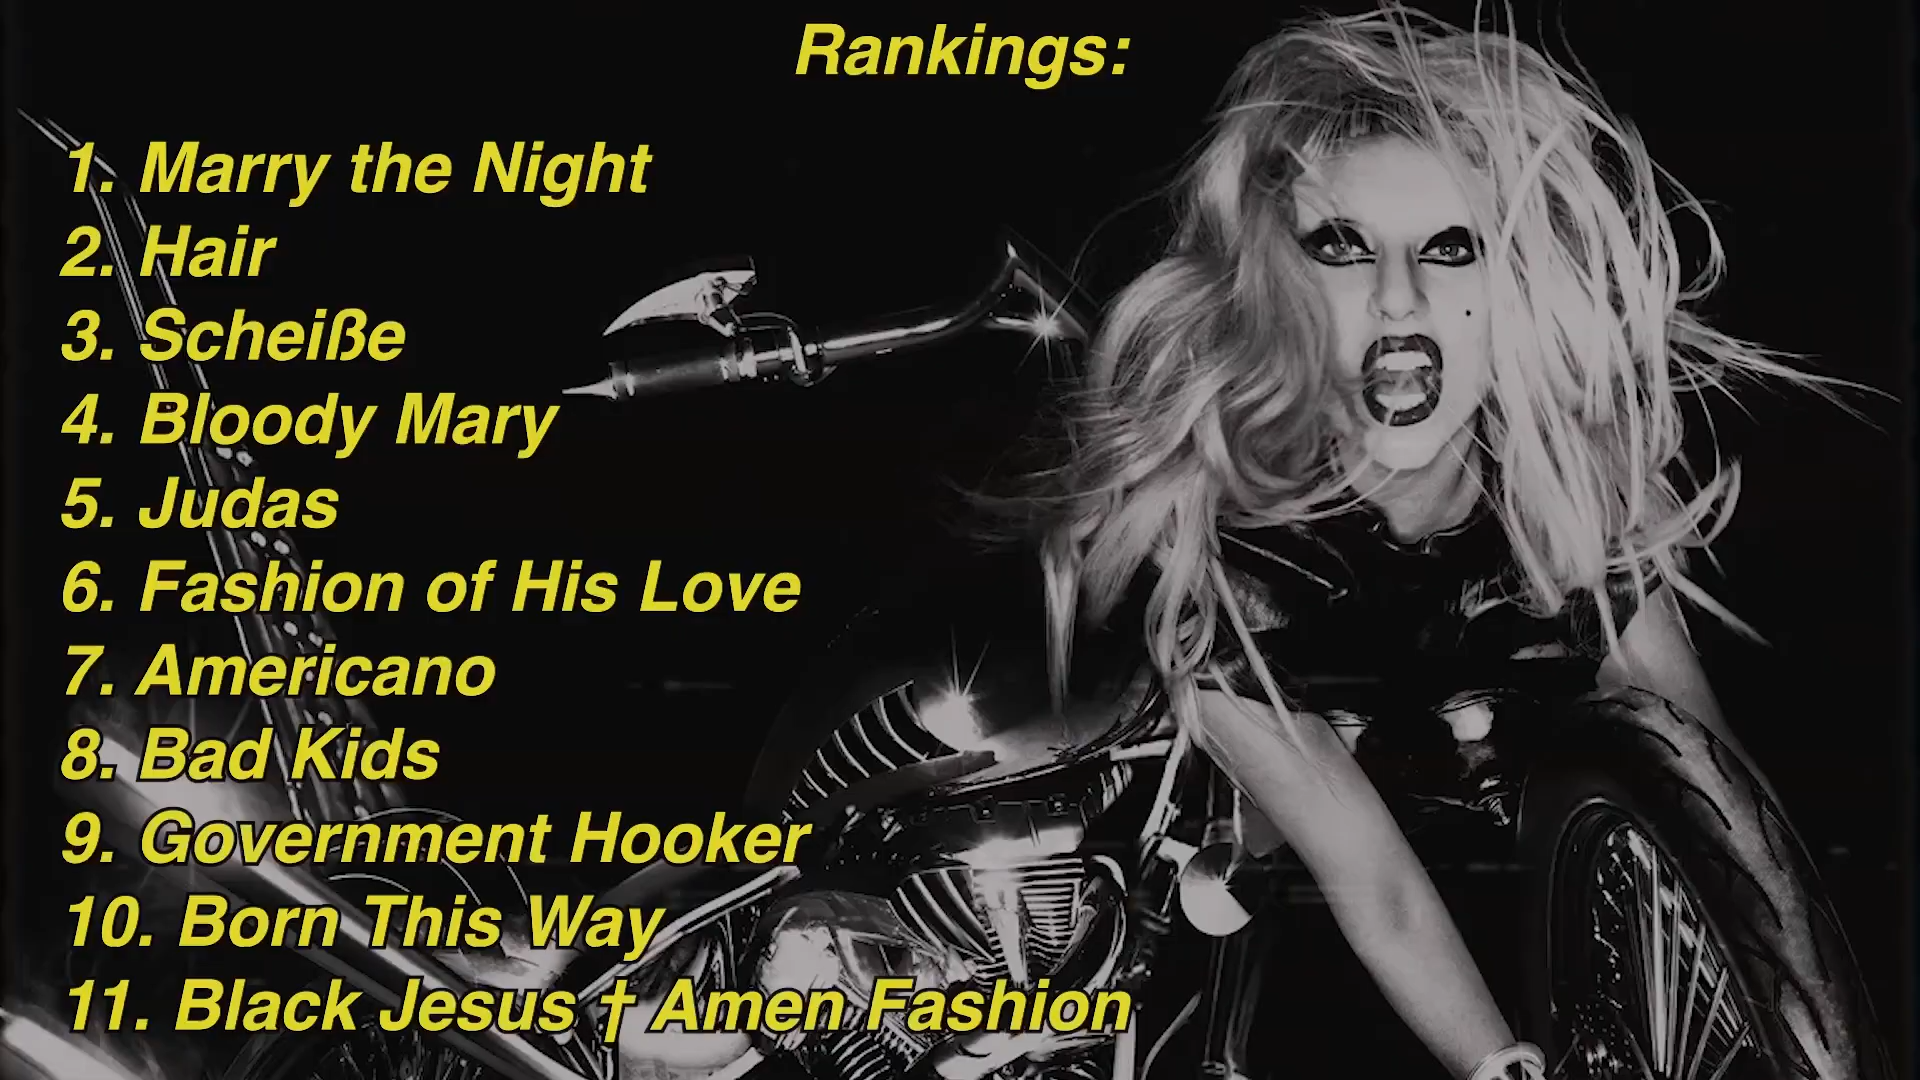 Rankings:
1. Marry the Night
2. Hair
3. Scheiße
4. Bloody Mary
5. Judas
6. Fashion of His Love
7. Americano
8. Bad Kids
9. Government Hooker
10. Born This Way
11. Black Jesus † Amen Fashion